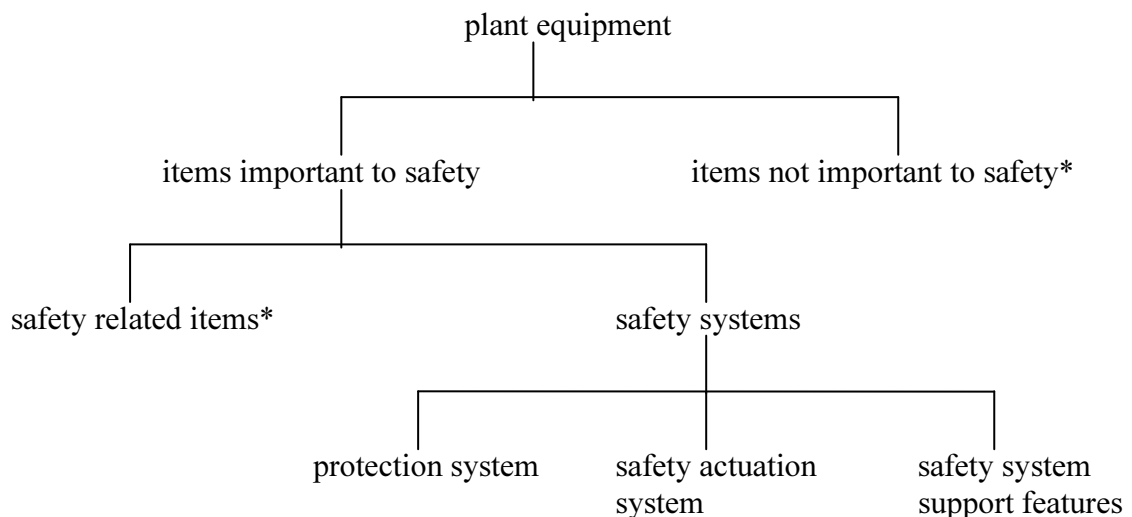 plant equipment
items important to safety
items not important to safety*
safety related items*
safety systems
protection system
safety actuation
system
safety system
support features